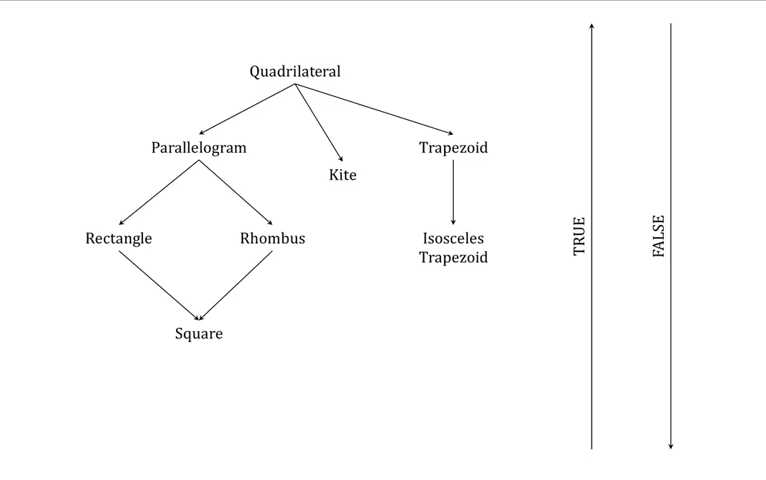 Quadrilateral
Parallelogram
Trapezoid
Kite
Rectangle
Rhombus
Isosceles
Trapezoid
Square
TRUE
FALSE